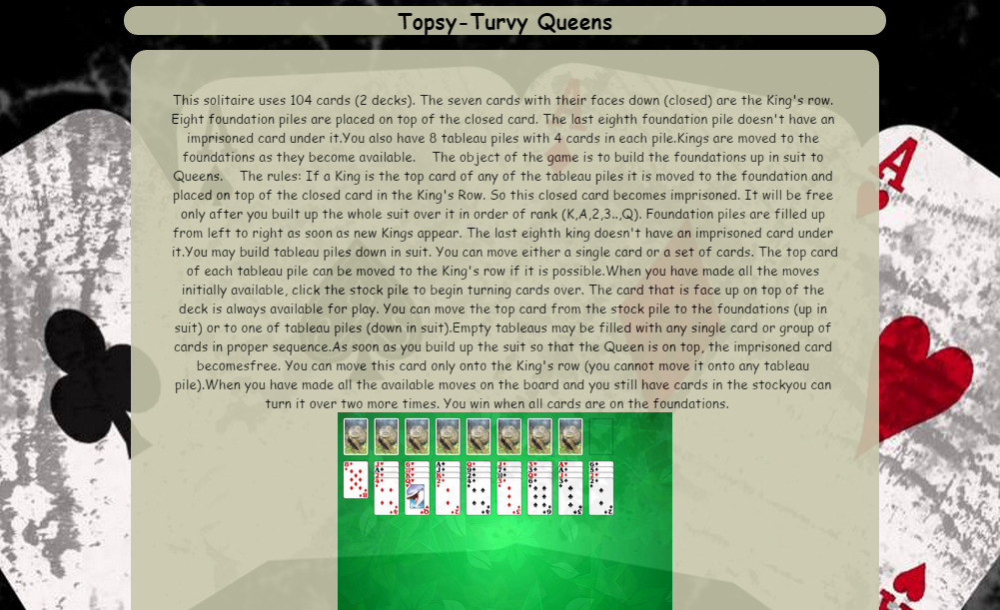 Topsy-Turvy Queens
This solitaire uses 104 cards (2 decks). The seven cards with their faces down (closed) are the King's row.
Eight foundation piles are placed on top of the closed card. The last eighth foundation pile doesn't have an
imprisoned card under it.You also have 8 tableau piles with 4 cards in each pile.Kings are moved to the
foundations as they become available.    The object of the game is to build the foundations up in suit to
Queens.    The rules: If a King is the top card of any of the tableau piles it is moved to the foundation and
placed on top of the closed card in the King's Row. So this closed card becomes imprisoned. It will be free
only after you built up the whole suit over it in order of rank (K,A,2,3..,Q). Foundation piles are filled up
from left to right as soon as new Kings appear. The last eighth king doesn't have an imprisoned card under
it.You may build tableau piles down in suit. You can move either a single card or a set of cards. The top card
of each tableau pile can be moved to the King's row if it is possible.When you have made all the moves
initially available, click the stock pile to begin turning cards over. The card that is face up on top of the
deck is always available for play. You can move the top card from the stock pile to the foundations (up in
suit) or to one of tableau piles (down in suit).Empty tableaus may be filled with any single card or group of
cards in proper sequence.As soon as you build up the suit so that the Queen is on top, the imprisoned card
becomesfree. You can move this card only onto the King's row (you cannot move it onto any tableau
pile).When you have made all the available moves on the board and you still have cards in the stockyou can
turn it over two more times. You win when all cards are on the foundations.
A
A